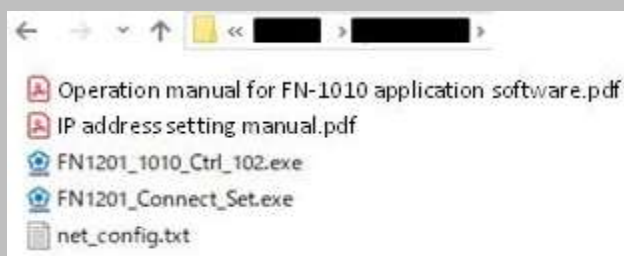 Operation manual for FN-1010 application software.pdf
IP address setting manual.pdf
FN1201_1010_Ctrl_102.exe
FN1201_Connect_Set.exe
net_config.txt